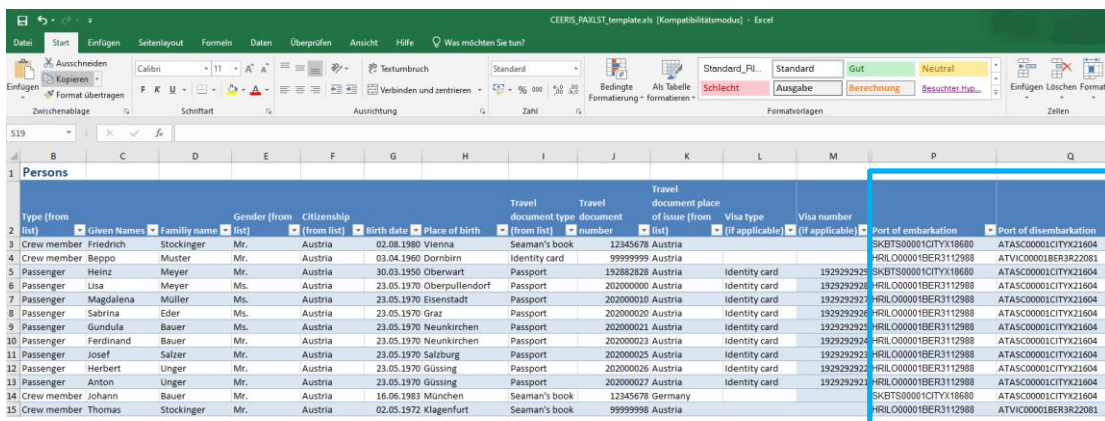 CEERIS_PAXLST_template.xls [Kompatibilitätsmodus] - Excel
Datei Start Einfügen Seitenlayout Formeln Daten Überprüfen Ansicht Hilfe Was möchten Sie tun?
Ausschneiden
Kopieren
Format übertragen
Einfügen
Zwischenablage
Calibri 11
F K U
Schriftart
Textumbruch
Verbinden und zentrieren
Ausrichtung
Standard
% 000
Zahl
Bedingte Formatierung
Als Tabelle formatieren
Standard_RI... Standard Gut Neutral
Schlecht Ausgabe Berechnung Besuchter Hyp...
Formatvorlagen
Einfügen Löschen Format
Zellen
S19 fx
B C D E F G H I J K L M P Q
1 Persons
2 Type (from list) Given Names Familiy name Gender (from list) Citizenship (from list) Birth date Place of birth Travel document type (from list) Travel document number Travel document place of issue (from list) Visa type (if applicable) Visa number (if applicable) Port of embarkation Port of disembarkation
3 Crew member Friedrich Stockinger Mr. Austria 02.08.1980 Vienna Seaman's book 12345678 Austria SKBTS00001CITYX18680 ATASC00001CITYX21604
4 Crew member Beppo Muster Mr. Austria 03.04.1960 Dornbirn Identity card 99999999 Austria HRILO00001BER3112988 ATVIC00001BER3R22081
5 Passenger Heinz Meyer Mr. Austria 30.03.1950 Oberwart Passport 192882828 Austria Identity card 1929292929 SKBTS00001CITYX18680 ATASC00001CITYX21604
6 Passenger Lisa Meyer Ms. Austria 23.05.1970 Oberpullendorf Passport 202000000 Austria Identity card 1929292928 HRILO00001BER3112988 ATASC00001CITYX21604
7 Passenger Magdalena Müller Ms. Austria 23.05.1970 Eisenstadt Passport 202000010 Austria Identity card 1929292927 HRILO00001BER3112988 ATASC00001CITYX21604
8 Passenger Sabrina Eder Ms. Austria 23.05.1970 Graz Passport 202000020 Austria Identity card 1929292926 HRILO00001BER3112988 ATASC00001CITYX21604
9 Passenger Gundula Bauer Ms. Austria 23.05.1970 Neunkirchen Passport 202000021 Austria Identity card 1929292925 HRILO00001BER3112988 ATASC00001CITYX21604
10 Passenger Ferdinand Bauer Mr. Austria 23.05.1970 Neunkirchen Passport 202000022 Austria Identity card 1929292924 HRILO00001BER3112988 ATASC00001CITYX21604
11 Passenger Josef Salzer Mr. Austria 23.05.1970 Salzburg Passport 202000025 Austria Identity card 1929292923 HRILO00001BER3112988 ATASC00001CITYX21604
12 Passenger Herbert Unger Mr. Austria 23.05.1970 Güssing Passport 202000026 Austria Identity card 1929292922 HRILO00001BER3112988 ATASC00001CITYX21604
13 Passenger Anton Unger Mr. Austria 23.05.1970 Güssing Passport 202000027 Austria Identity card 1929292921 HRILO00001BER3112988 ATASC00001CITYX21604
14 Crew member Johann Bauer Mr. Austria 16.06.1983 München Seaman's book 12345678 Germany SKBTS00001CITYX18680 ATASC00001CITYX21604
15 Crew member Thomas Stockinger Mr. Austria 02.05.1972 Klagenfurt Seaman's book 99999998 Austria HRILO00001BER3112988 ATVIC00001BER3R22081